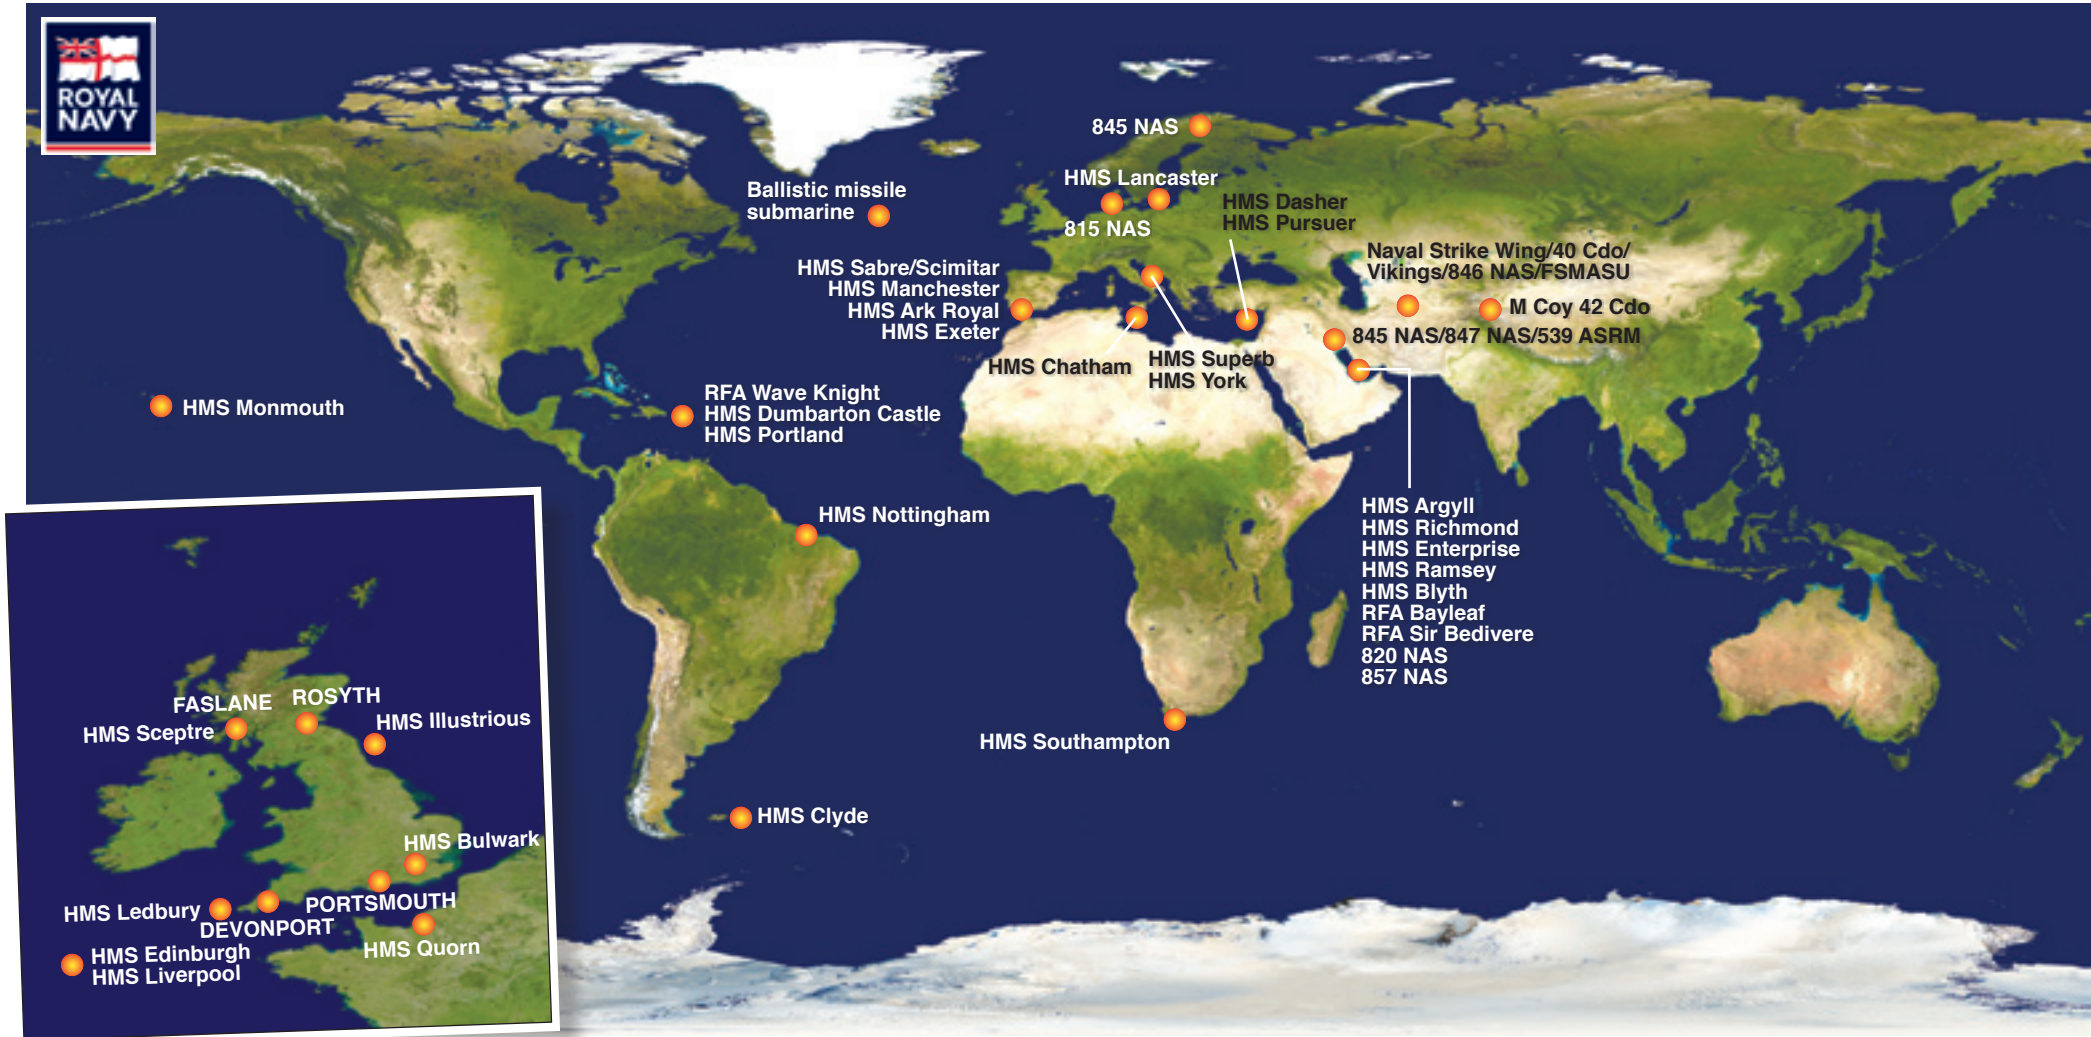 ROYAL
NAVY
845 NAS
HMS Lancaster
815 NAS
HMS Dasher
HMS Pursuer
Ballistic missile
submarine
Naval Strike Wing/40 Cdo/
Vikings/846 NAS/FSMASU
M Coy 42 Cdo
845 NAS/847 NAS/539 ASRM
HMS Sabre/Scimitar
HMS Manchester
HMS Ark Royal
HMS Exeter
HMS Chatham
HMS Superb
HMS York
HMS Monmouth
RFA Wave Knight
HMS Dumbarton Castle
HMS Portland
HMS Nottingham
HMS Argyll
HMS Richmond
HMS Enterprise
HMS Ramsey
HMS Blyth
RFA Bayleaf
RFA Sir Bedivere
820 NAS
857 NAS
HMS Southampton
HMS Clyde
FASLANE
ROSYTH
HMS Sceptre
HMS Illustrious
HMS Bulwark
HMS Ledbury
PORTSMOUTH
DEVONPORT
HMS Quorn
HMS Edinburgh
HMS Liverpool